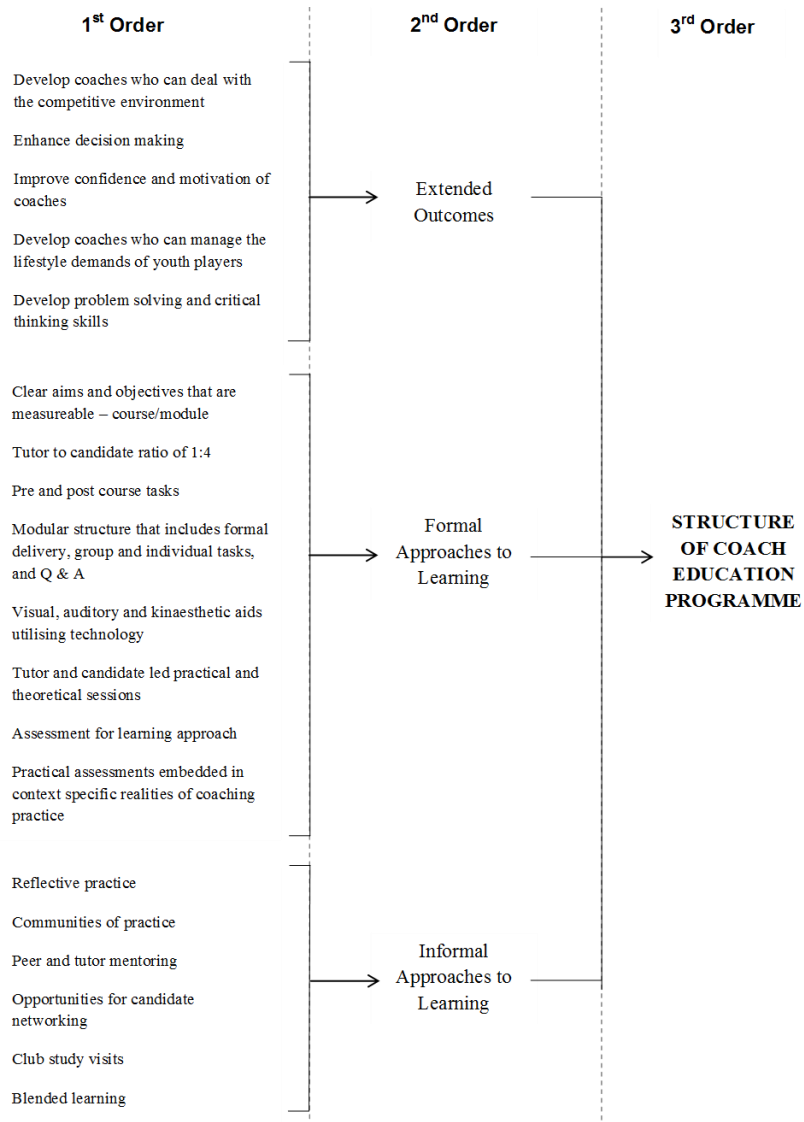 1st Order
2nd Order
3rd Order
Develop coaches who can deal with
the competitive environment
Enhance decision making
Improve confidence and motivation of
coaches
Develop coaches who can manage the
lifestyle demands of youth players
Develop problem solving and critical
thinking skills
Extended
Outcomes
Clear aims and objectives that are
measureable – course/module
Tutor to candidate ratio of 1:4
Pre and post course tasks
Modular structure that includes formal
delivery, group and individual tasks,
and Q & A
Visual, auditory and kinaesthetic aids
utilising technology
Tutor and candidate led practical and
theoretical sessions
Assessment for learning approach
Practical assessments embedded in
context specific realities of coaching
practice
Formal
Approaches to
Learning
Reflective practice
Communities of practice
Peer and tutor mentoring
Opportunities for candidate
networking
Club study visits
Blended learning
Informal
Approaches to
Learning
STRUCTURE
OF COACH
EDUCATION
PROGRAMME